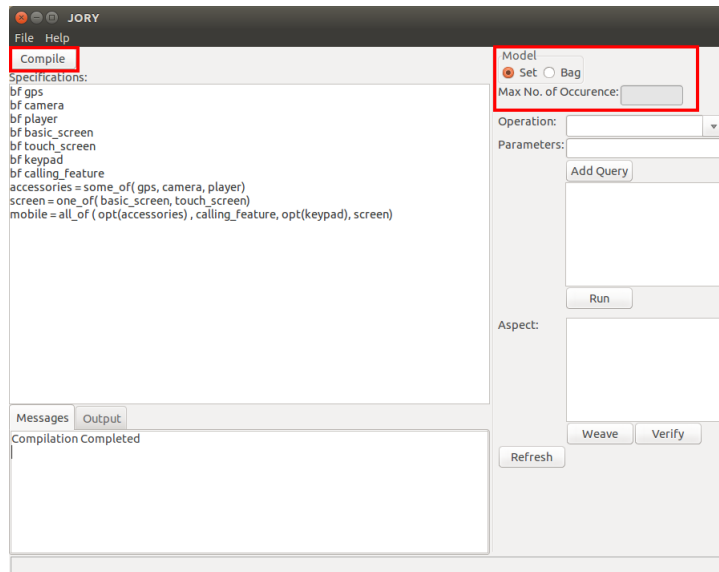 JORY
File Help
Compile
Specifications:
bf gps
bf camera
bf player
bf basic_screen
bf touch_screen
bf keypad
bf calling_feature
accessories = some_of( gps, camera, player)
screen = one_of( basic_screen, touch_screen)
mobile = all_of ( opt(accessories) , calling_feature, opt(keypad), screen)
Messages Output
Compilation Completed
Model
Set Bag
Max No. of Occurence:
Operation:
Parameters:
Add Query
Run
Aspect:
Weave Verify
Refresh